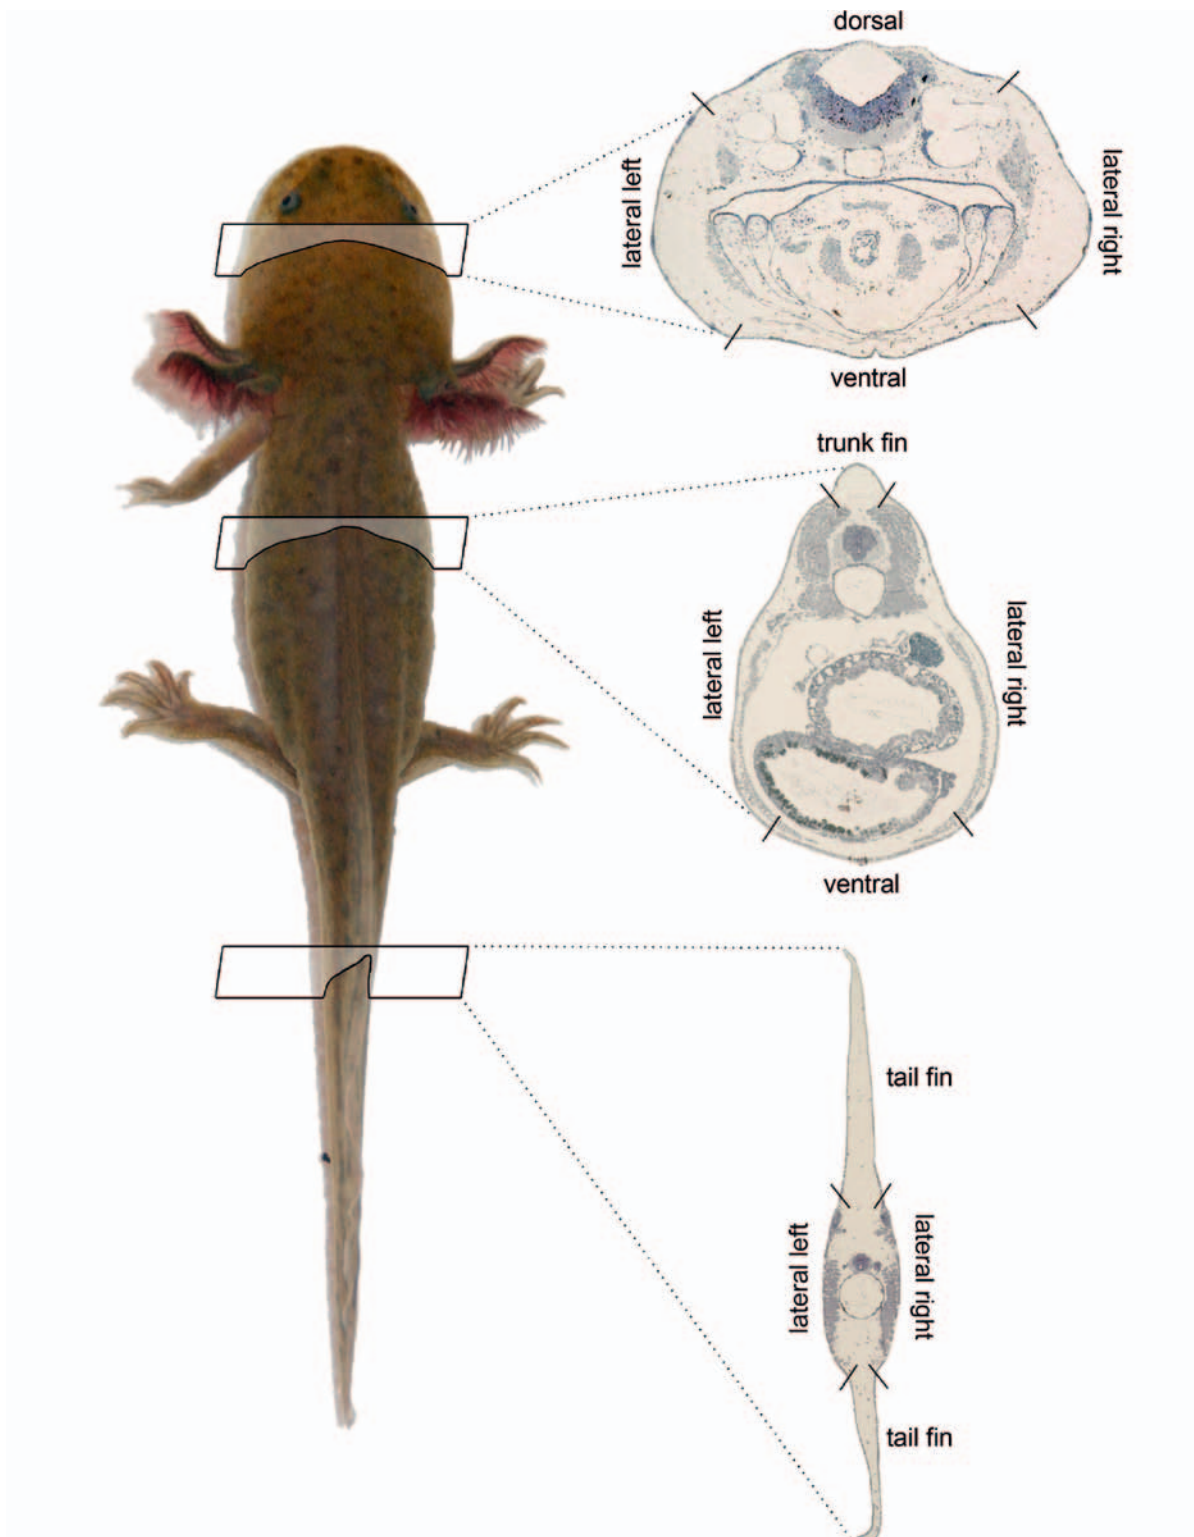 dorsal
lateral left
lateral right
ventral
trunk fin
lateral left
lateral right
ventral
tail fin
lateral left
lateral right
tail fin